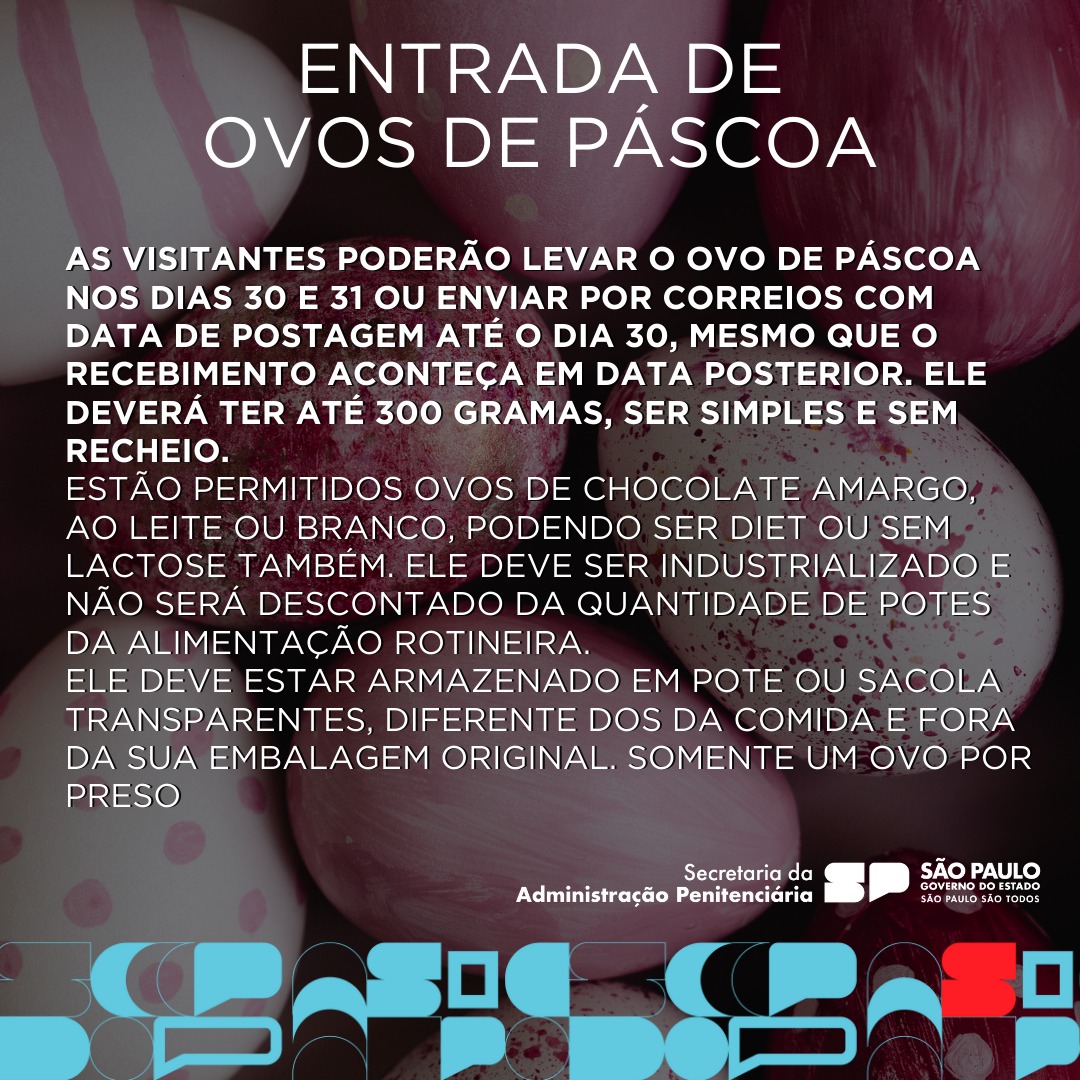 ENTRADA DE
OVOS DE PÁSCOA
AS VISITANTES PODERÃO LEVAR O OVO DE PÁSCOA
NOS DIAS 30 E 31 OU ENVIAR POR CORREIOS COM
DATA DE POSTAGEM ATÉ O DIA 30, MESMO QUE O
RECEBIMENTO ACONTEÇA EM DATA POSTERIOR. ELE
DEVERÁ TER ATÉ 300 GRAMAS, SER SIMPLES E SEM
RECHEIO.
ESTÃO PERMITIDOS OVOS DE CHOCOLATE AMARGO,
AO LEITE OU BRANCO, PODENDO SER DIET OU SEM
LACTOSE TAMBÉM. ELE DEVE SER INDUSTRIALIZADO E
NÃO SERÁ DESCONTADO DA QUANTIDADE DE POTES
DA ALIMENTAÇÃO ROTINEIRA.
ELE DEVE ESTAR ARMAZENADO EM POTE OU SACOLA
TRANSPARENTES, DIFERENTE DOS DA COMIDA E FORA
DA SUA EMBALAGEM ORIGINAL. SOMENTE UM OVO POR
PRESO
Secretaria da
Administração Penitenciária
SP
SÃO PAULO
GOVERNO DO ESTADO
SÃO PAULO SÃO TODOS